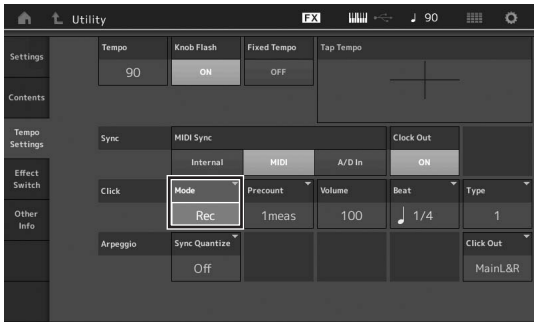 Utility FX 90
Settings
Contents
Tempo Settings
Effect Switch
Other Info
Tempo Knob Flash Fixed Tempo Tap Tempo
90 ON OFF
Sync MIDI Sync Clock Out
Internal MIDI A/D In ON
Click Mode Precount Volume Beat Type
Rec 1meas 100 1/4 1
Arpeggio Sync Quantize Click Out
Off MainL&R